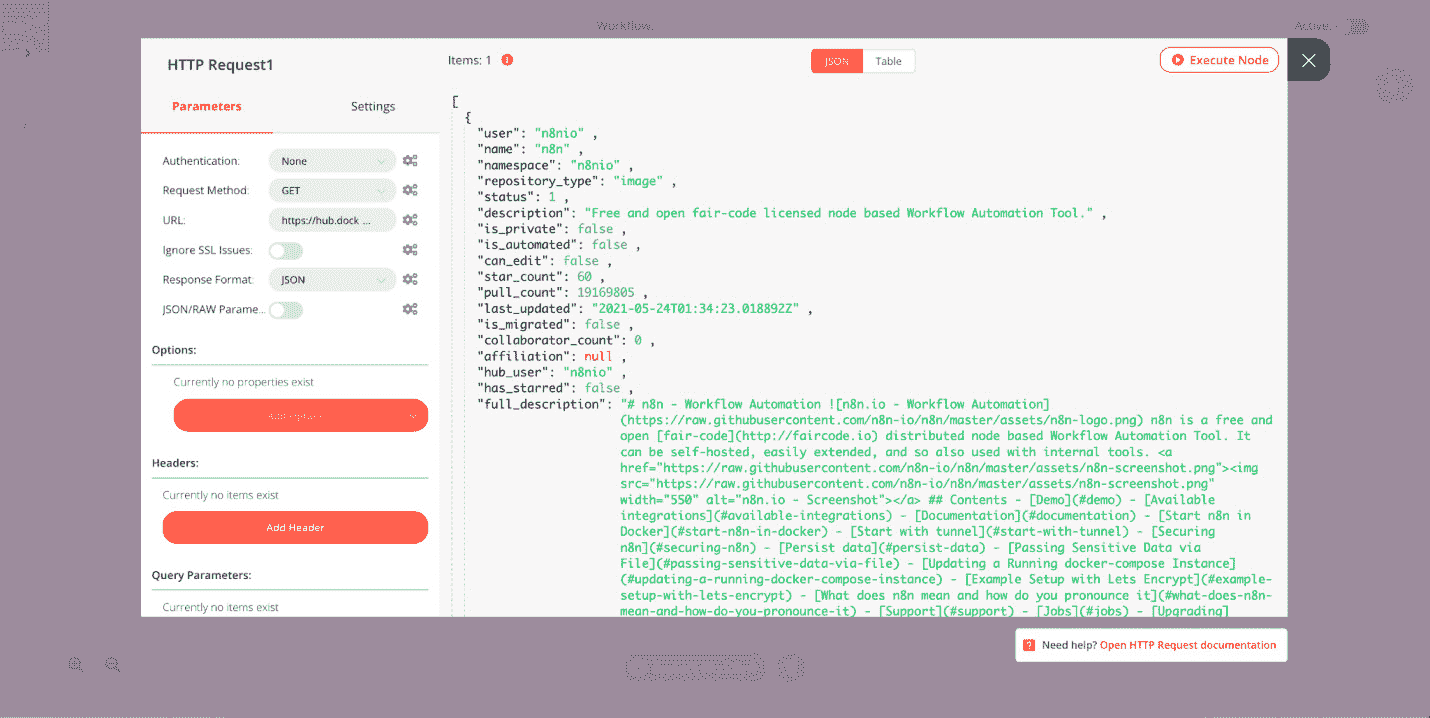 Workflow:
Active:
HTTP Request1
Items: 1
JSON
Table
Execute Node
Parameters
Settings
Authentication: None
Request Method: GET
URL: https://hub.dock ...
Ignore SSL Issues:
Response Format: JSON
JSON/RAW Parame...
Options:
Currently no properties exist
Headers:
Currently no items exist
Add Header
Query Parameters:
Currently no items exist
[
{
"user": "n8nio" ,
"name": "n8n" ,
"namespace": "n8nio" ,
"repository_type": "image" ,
"status": 1 ,
"description": "Free and open fair-code licensed node based Workflow Automation Tool." ,
"is_private": false ,
"is_automated": false ,
"can_edit": false ,
"star_count": 60 ,
"pull_count": 19169805 ,
"last_updated": "2021-05-24T01:34:23.018892Z" ,
"is_migrated": false ,
"collaborator_count": 0 ,
"affiliation": null ,
"hub_user": "n8nio" ,
"has_starred": false ,
"full_description": "# n8n - Workflow Automation ![n8n.io - Workflow Automation]
(https://raw.githubusercontent.com/n8n-io/n8n/master/assets/n8n-logo.png) n8n is a free and
open [fair-code](http://faircode.io) distributed node based Workflow Automation Tool. It
can be self-hosted, easily extended, and so also used with internal tools. <a
href="https://raw.githubusercontent.com/n8n-io/n8n/master/assets/n8n-screenshot.png"><img
src="https://raw.githubusercontent.com/n8n-io/n8n/master/assets/n8n-screenshot.png"
width="550" alt="n8n.io - Screenshot"></a> ## Contents - [Demo](#demo) - [Available
integrations](#available-integrations) - [Documentation](#documentation) - [Start n8n in
Docker](#start-n8n-in-docker) - [Start with tunnel](#start-with-tunnel) - [Securing
n8n](#securing-n8n) - [Persist data](#persist-data) - [Passing Sensitive Data via
File](#passing-sensitive-data-via-file) - [Updating a Running docker-compose Instance]
(#updating-a-running-docker-compose-instance) - [Example Setup with Lets Encrypt](#example-
setup-with-lets-encrypt) - [What does n8n mean and how do you pronounce it](#what-does-n8n-
mean-and-how-do-you-pronounce-it) - [Support](#support) - [Jobs](#jobs) - [Upgrading]
Need help? Open HTTP Request documentation